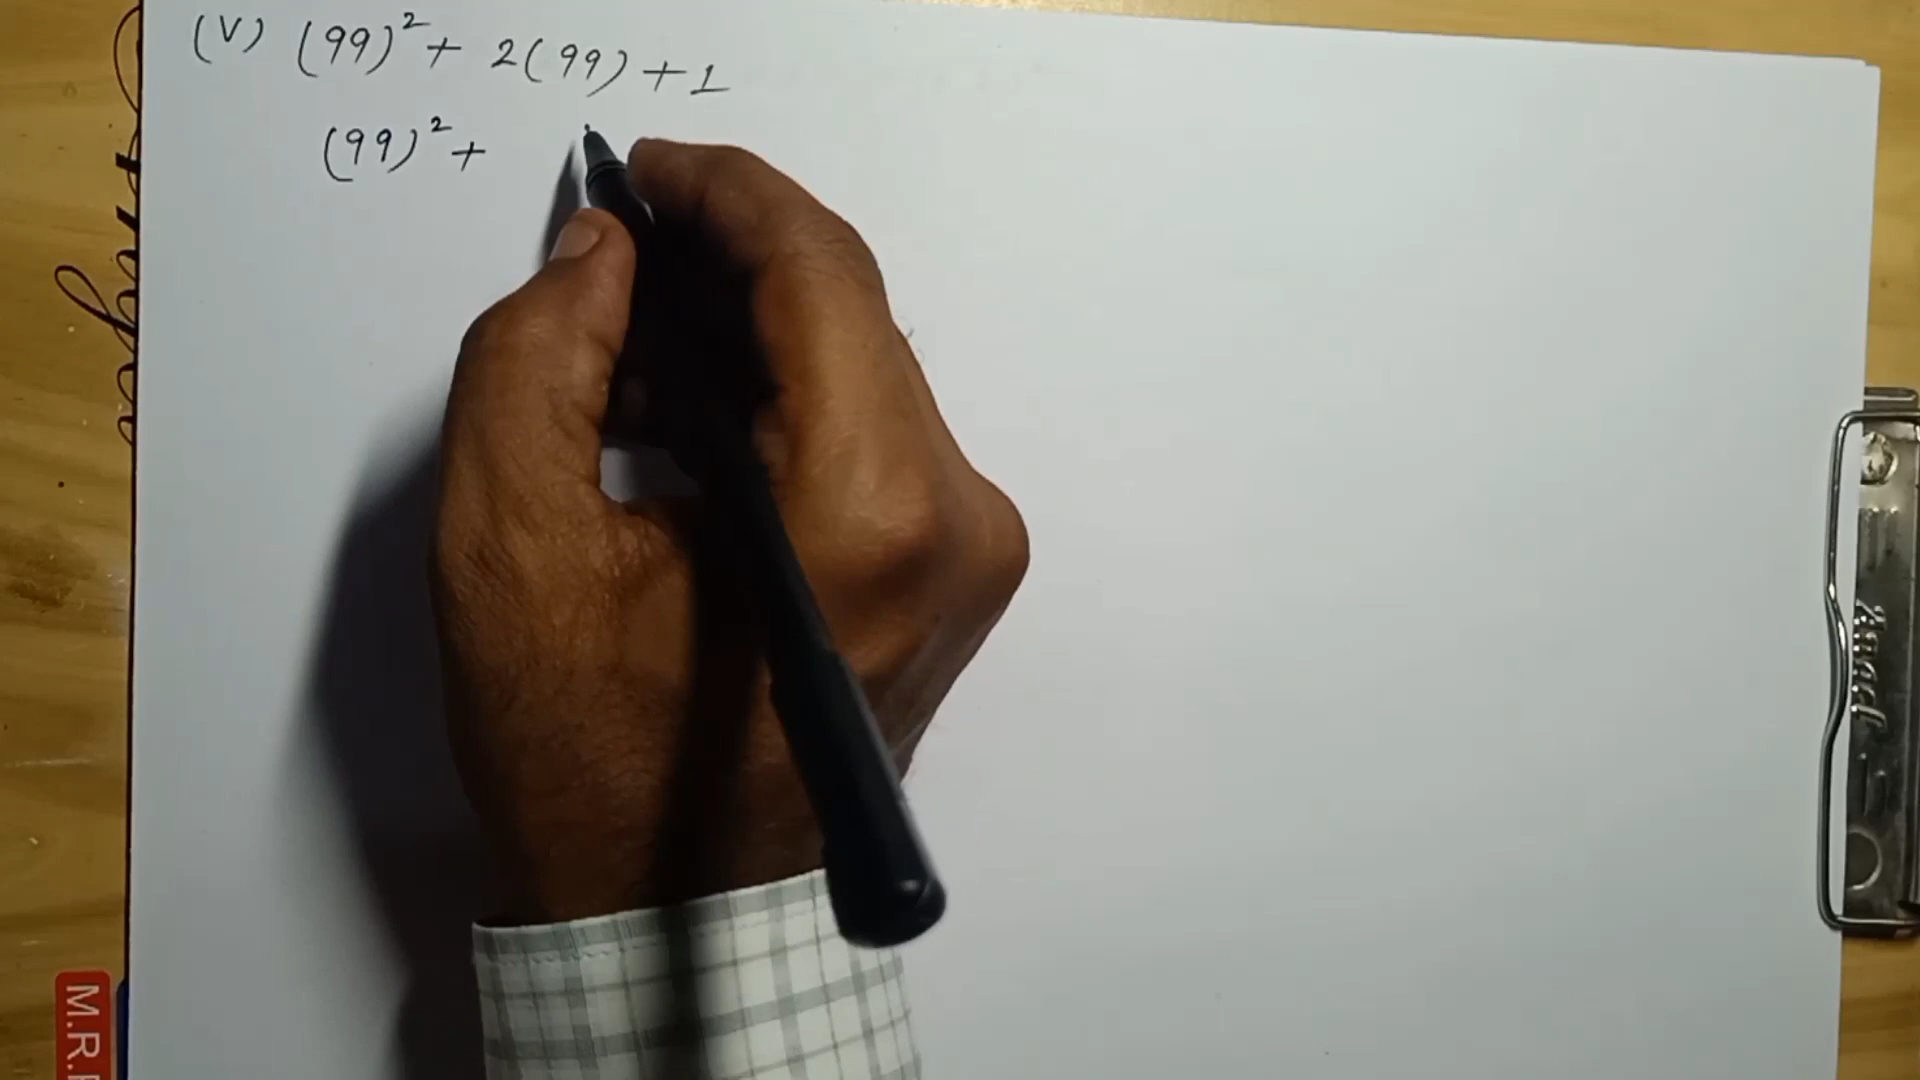 (V) (99)² + 2(99) + 1
(99)² +
M.R.